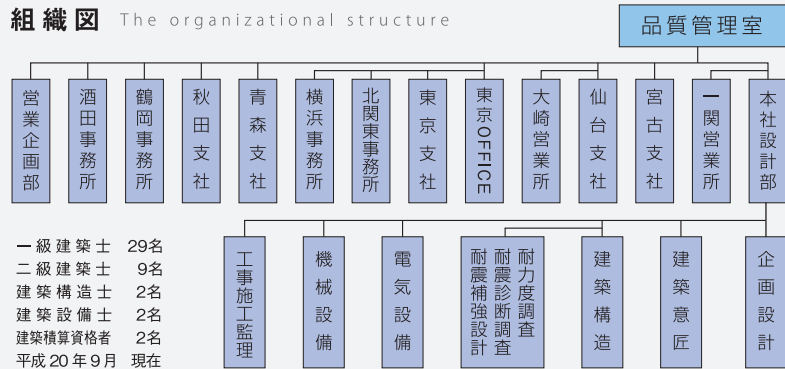 組織図 The organizational structure
品質管理室
営業企画部
酒田事務所
鶴岡事務所
秋田支社
青森支社
横浜事務所
北関東事務所
東京支社
東京OFFICE
大崎営業所
仙台支社
宮古支社
一関営業所
本社設計部
工事施工監理
機械設備
電気設備
耐力度調査
耐震診断調査
耐震補強設計
建築構造
建築意匠
企画設計
一級建築士 29名
二級建築士 9名
建築構造士 2名
建築設備士 2名
建築積算資格者 2名
平成20年9月 現在